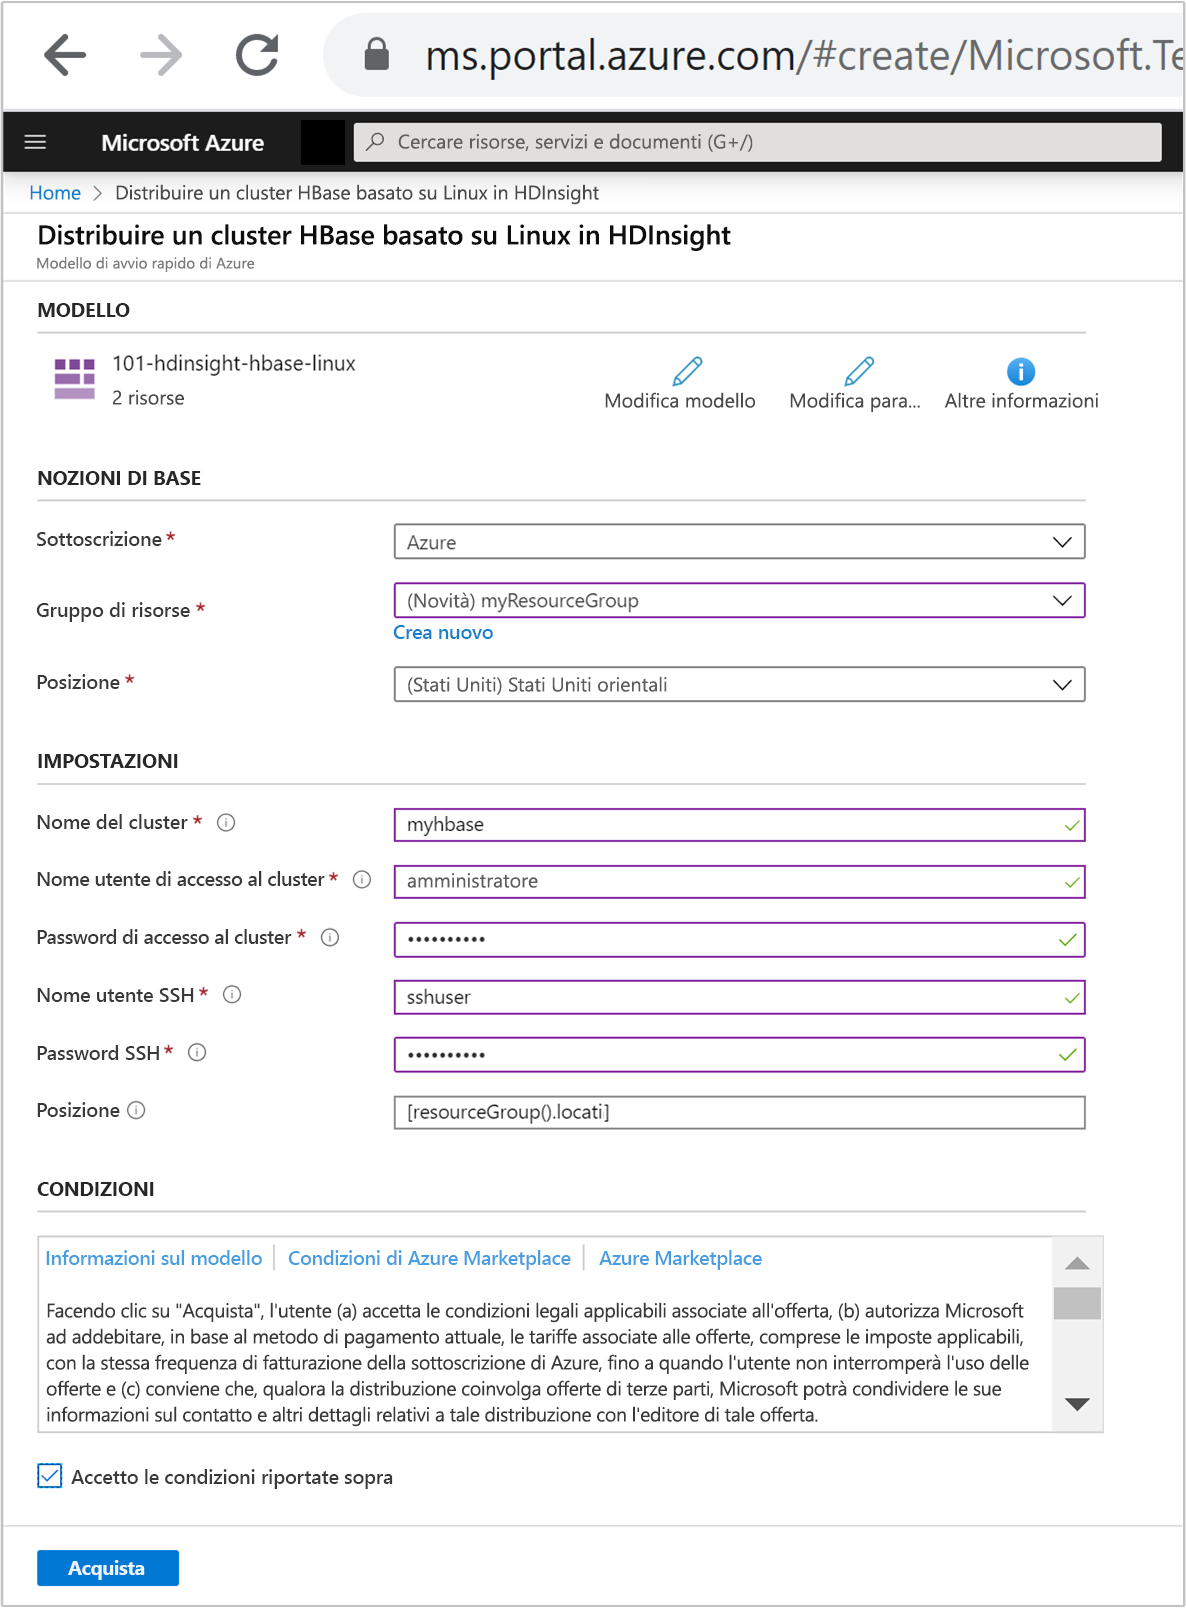 ms.portal.azure.com/#create/Microsoft.Te
Microsoft Azure
Cercare risorse, servizi e documenti (G+/)
Home > Distribuire un cluster HBase basato su Linux in HDInsight
Distribuire un cluster HBase basato su Linux in HDInsight
Modello di avvio rapido di Azure
MODELLO
101-hdinsight-hbase-linux
2 risorse
Modifica modello
Modifica para...
Altre informazioni
NOZIONI DI BASE
Sottoscrizione *
Azure
Gruppo di risorse *
(Novità) myResourceGroup
Crea nuovo
Posizione *
(Stati Uniti) Stati Uniti orientali
IMPOSTAZIONI
Nome del cluster *
myhbase
Nome utente di accesso al cluster *
amministratore
Password di accesso al cluster *
••••••••••
Nome utente SSH *
sshuser
Password SSH *
••••••••••
Posizione
[resourceGroup().locati]
CONDIZIONI
Informazioni sul modello | Condizioni di Azure Marketplace | Azure Marketplace
Facendo clic su "Acquista", l'utente (a) accetta le condizioni legali applicabili associate all'offerta, (b) autorizza Microsoft
ad addebitare, in base al metodo di pagamento attuale, le tariffe associate alle offerte, comprese le imposte applicabili,
con la stessa frequenza di fatturazione della sottoscrizione di Azure, fino a quando l'utente non interromperà l'uso delle
offerte e (c) conviene che, qualora la distribuzione coinvolga offerte di terze parti, Microsoft potrà condividere le sue
informazioni sul contatto e altri dettagli relativi a tale distribuzione con l'editore di tale offerta.
Accetto le condizioni riportate sopra
Acquista